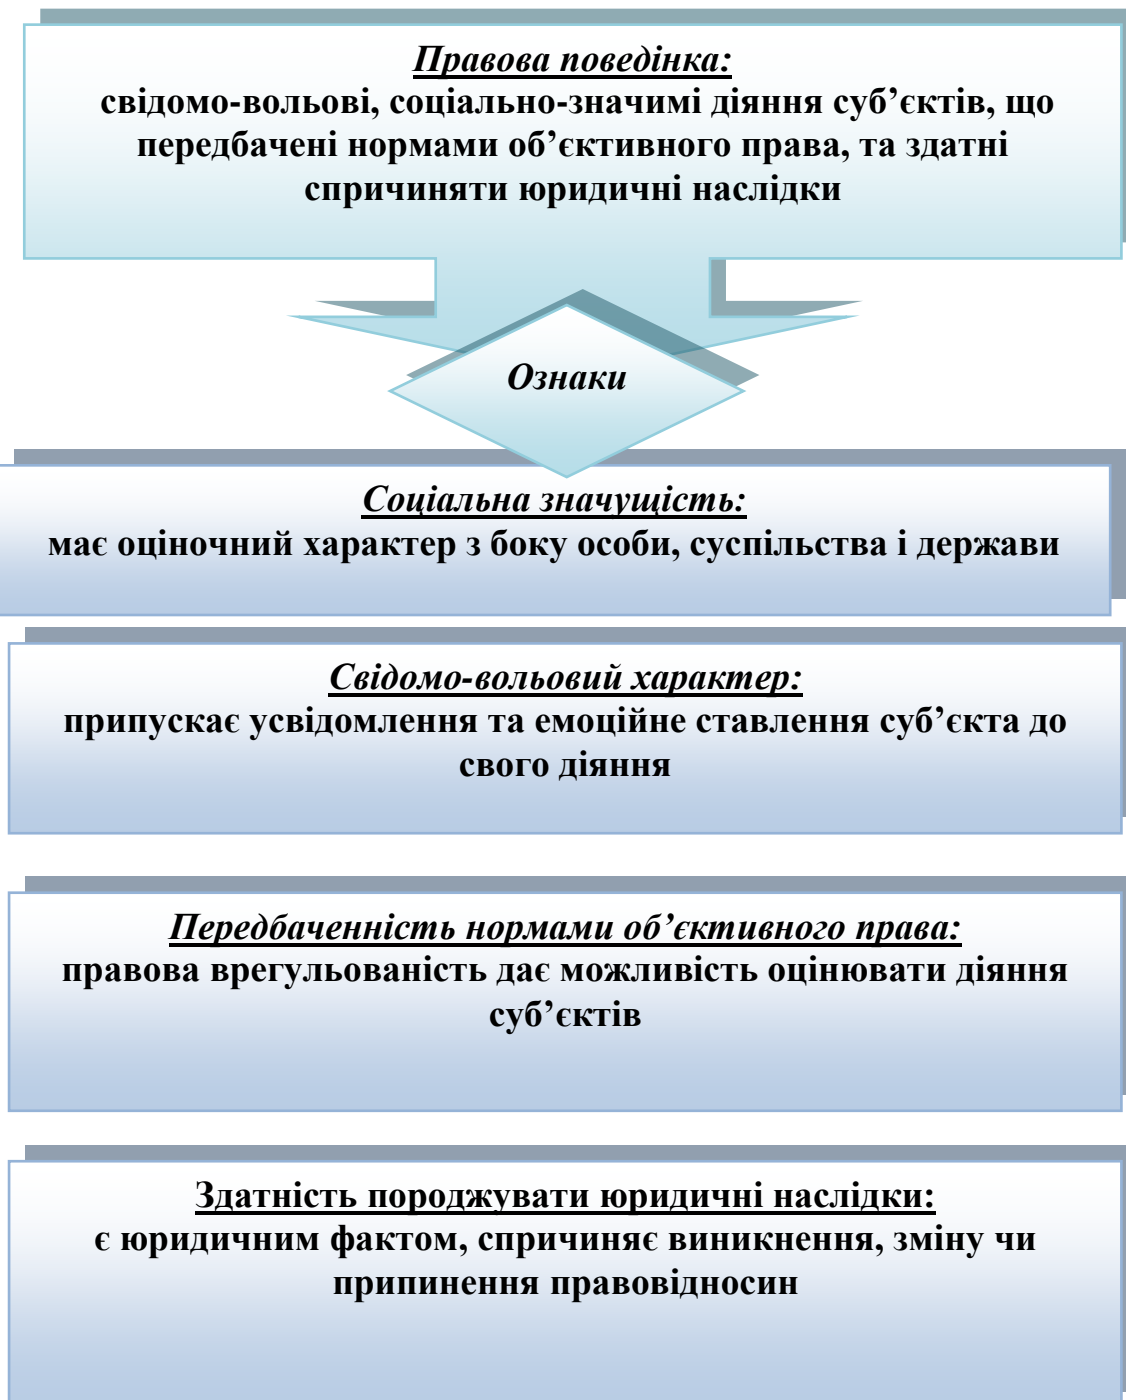 Правова поведінка:
свідомо-вольові, соціально-значимі діяння суб’єктів, що
передбачені нормами об’єктивного права, та здатні
спричиняти юридичні наслідки
Ознаки
Соціальна значущість:
має оціночний характер з боку особи, суспільства і держави
Свідомо-вольовий характер:
припускає усвідомлення та емоційне ставлення суб’єкта до
свого діяння
Передбаченність нормами об’єктивного права:
правова врегульованість дає можливість оцінювати діяння
суб’єктів
Здатність породжувати юридичні наслідки:
є юридичним фактом, спричиняє виникнення, зміну чи
припинення правовідносин